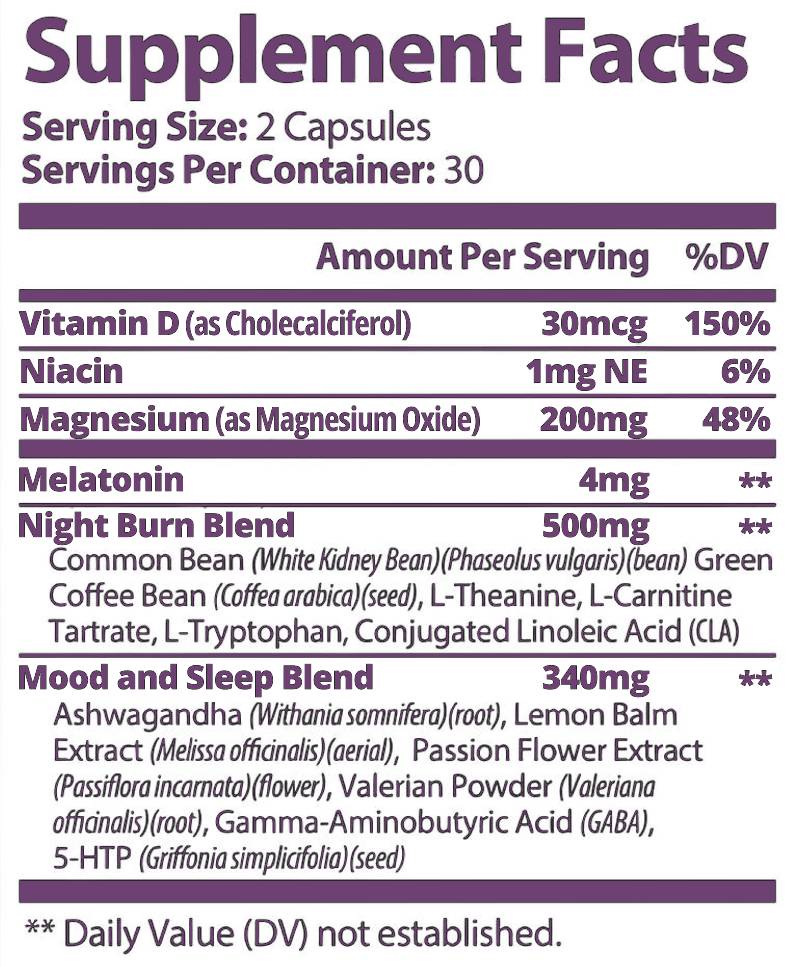 Supplement Facts
Serving Size: 2 Capsules
Servings Per Container: 30
Amount Per Serving %DV
Vitamin D (as Cholecalciferol) 30mcg 150%
Niacin 1mg NE 6%
Magnesium (as Magnesium Oxide) 200mg 48%
Melatonin 4mg **
Night Burn Blend 500mg **
Common Bean (White Kidney Bean)(Phaseolus vulgaris)(bean) Green
Coffee Bean (Coffea arabica)(seed), L-Theanine, L-Carnitine
Tartrate, L-Tryptophan, Conjugated Linoleic Acid (CLA)
Mood and Sleep Blend 340mg **
Ashwagandha (Withania somnifera)(root), Lemon Balm
Extract (Melissa officinalis)(aerial), Passion Flower Extract
(Passiflora incarnata)(flower), Valerian Powder (Valeriana
officinalis)(root), Gamma-Aminobutyric Acid (GABA),
5-HTP (Griffonia simplicifolia)(seed)
** Daily Value (DV) not established.